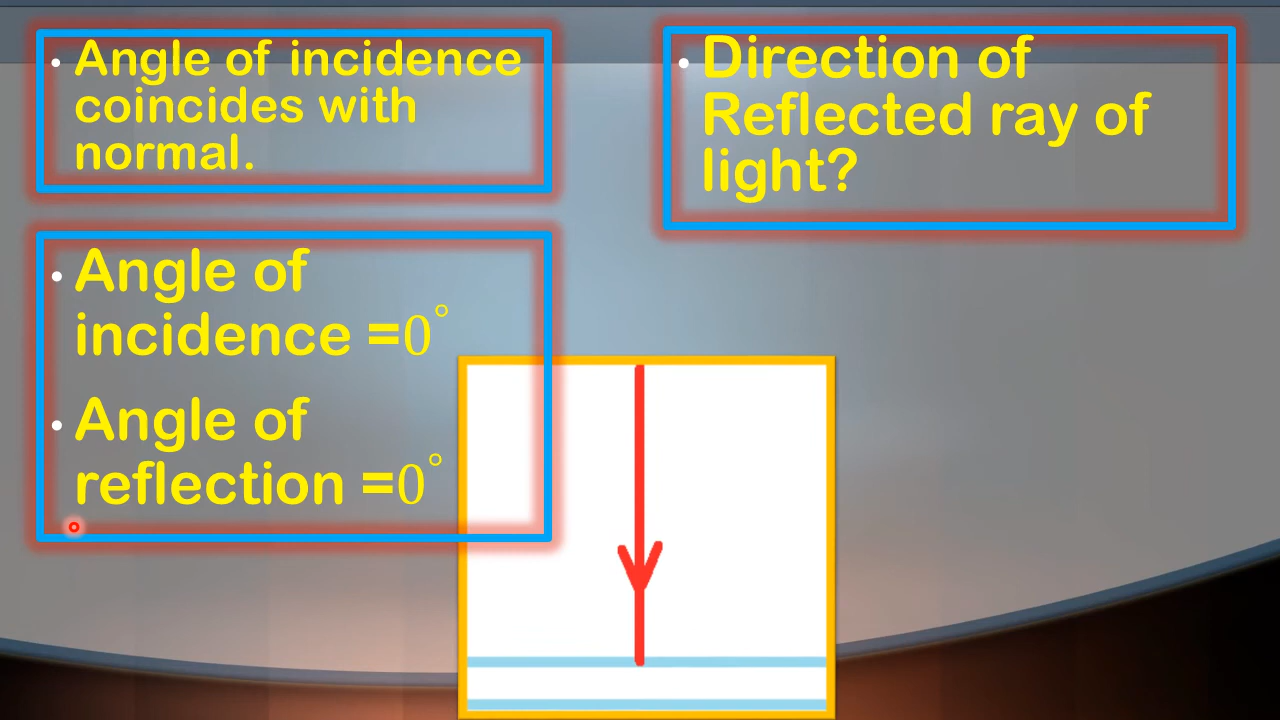 • Angle of incidence
coincides with
normal.
• Angle of
incidence =0°
• Angle of
reflection =0°
• Direction of
Reflected ray of
light?